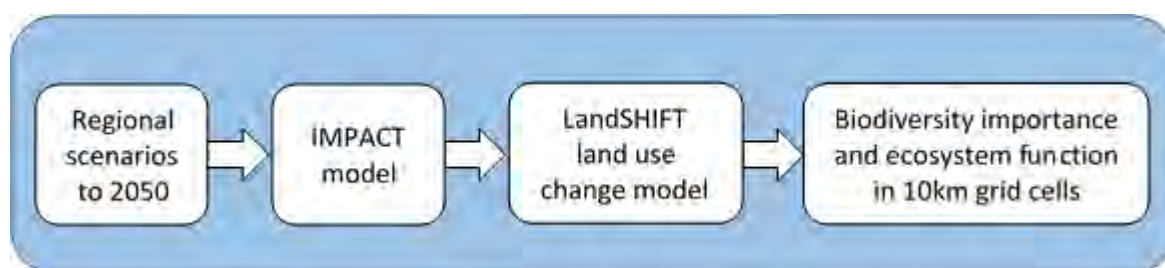 Regional
scenarios
to 2050
IMPACT
model
LandSHIFT
land use
change model
Biodiversity importance
and ecosystem function
in 10km grid cells